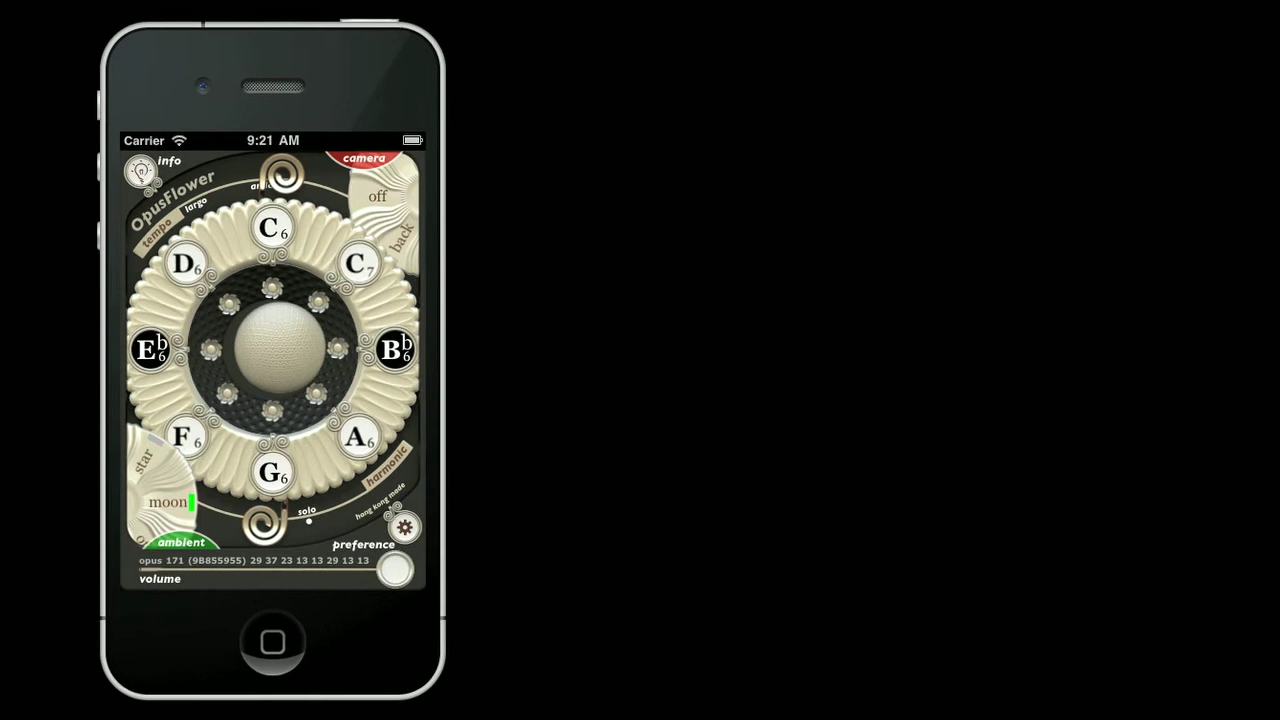 Carrier 9:21 AM
info
camera
OpusFlower
tempo
largo
off
back
C6
D6
C7
Eb6
Bb6
F6
A6
G6
star
moon
harmonic
solo
hong kong mode
ambient
preference
opus 171 (9B855955) 29 37 23 13 13 29 13 13
volume